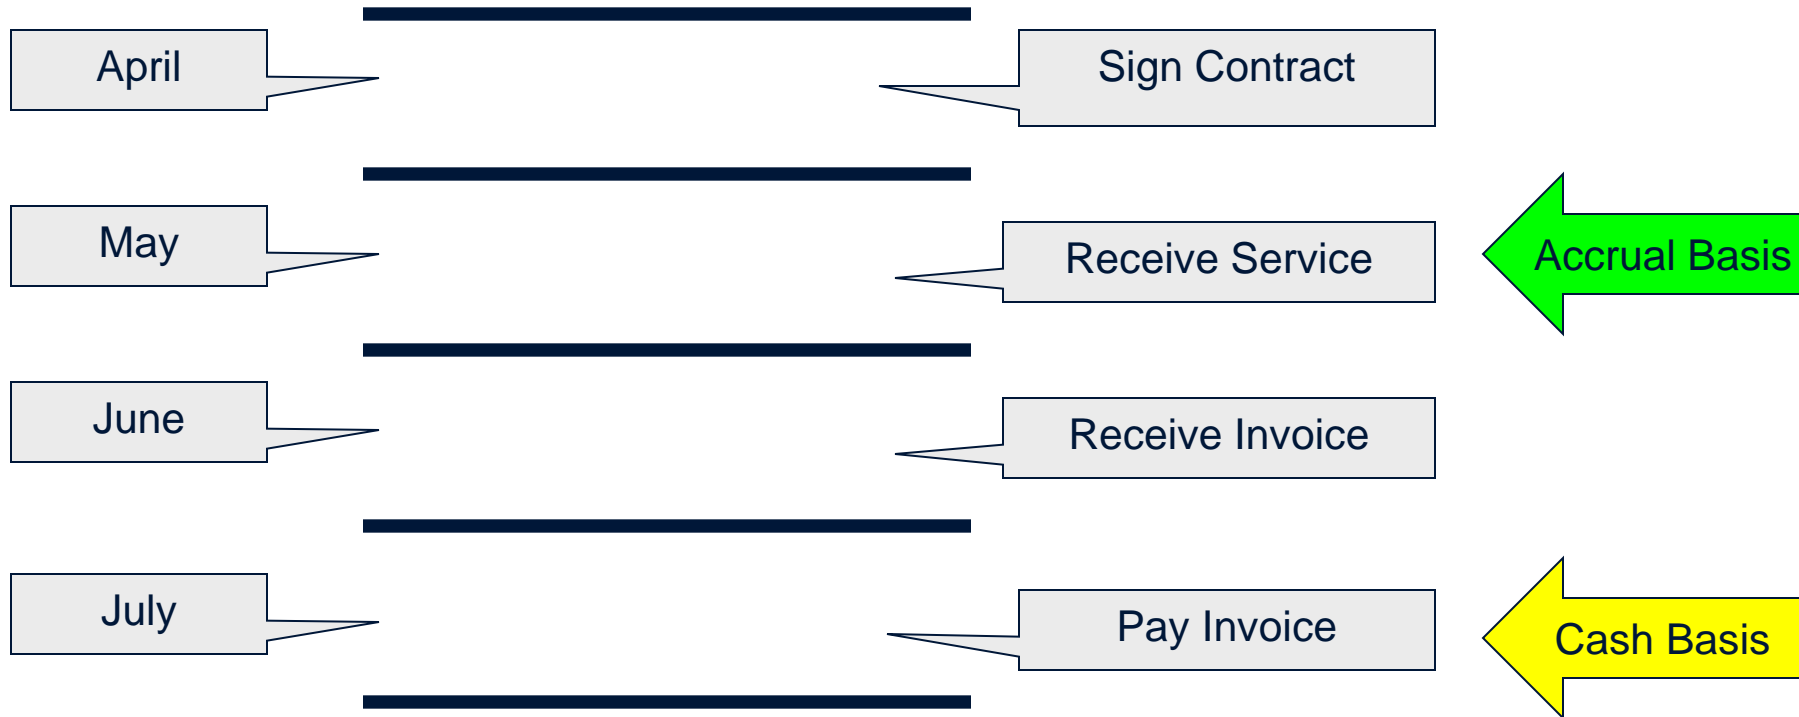 April
Sign Contract
May
Receive Service
Accrual Basis
June
Receive Invoice
July
Pay Invoice
Cash Basis